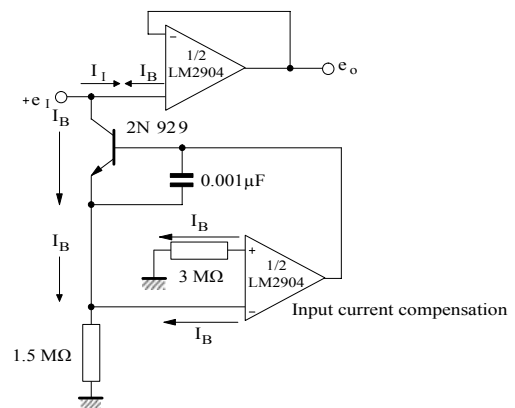 −
1/2
LM2904
e_o
I_I
I_B
+e_I
I_B
2N 929
0.001µF
I_B
I_B
+
3 MΩ
1/2
LM2904
−
Input current compensation
I_B
1.5 MΩ